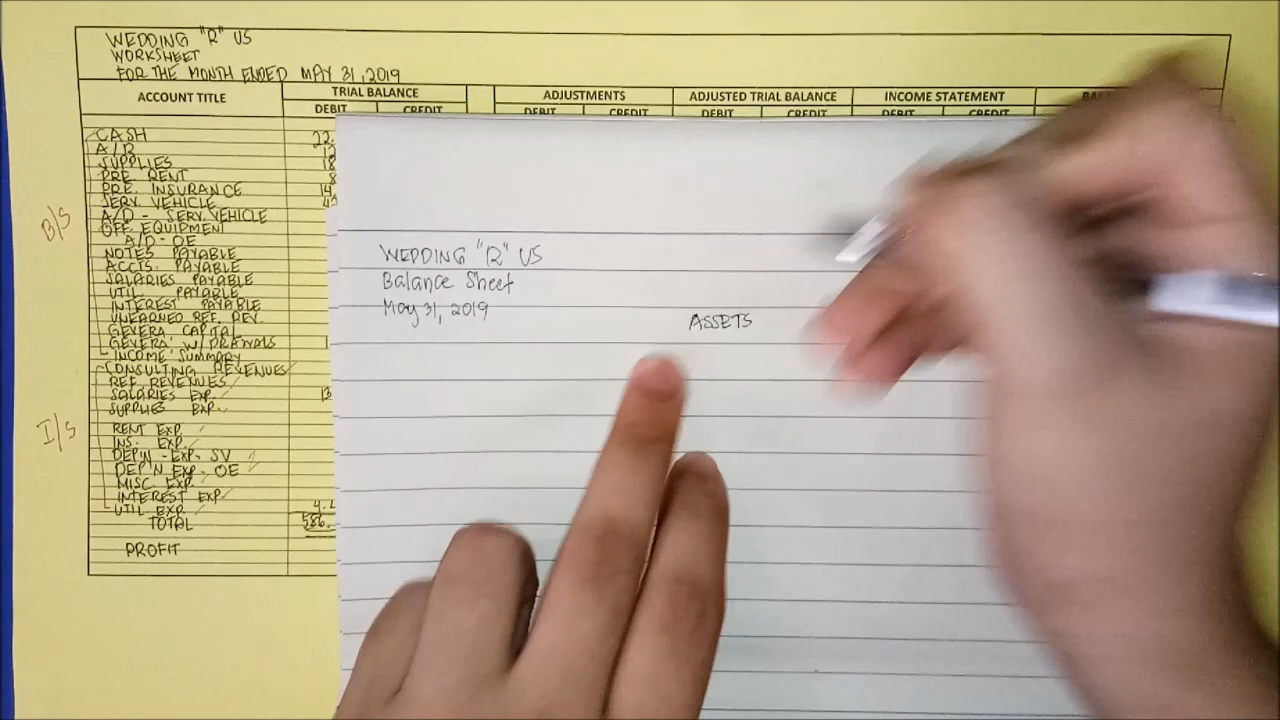 WEDDING "R" US
WORKSHEET
FOR THE MONTH ENDED MAY 31, 2019
ACCOUNT TITLE
TRIAL BALANCE
ADJUSTMENTS
ADJUSTED TRIAL BALANCE
INCOME STATEMENT
DEBIT CREDIT
DEBIT CREDIT
DEBIT CREDIT
DEBIT CREDIT
CASH
A/R
SUPPLIES
PRE. RENT
PRE. INSURANCE
SERV. VEHICLE
A/D - SERV. VEHICLE
OFF. EQUIPMENT
A/D - OE
NOTES PAYABLE
ACCTS. PAYABLE
SALARIES PAYABLE
UTIL. PAYABLE
INTEREST PAYABLE
UNEARNED REF. REV.
GEVERA CAPITAL
GEVERA W/DRAWALS
INCOME SUMMARY
CONSULTING REVENUES
REF. REVENUES
SALARIES EXP.
SUPPLIES EXP.
RENT EXP.
INS. EXP.
DEP'N - EXP. SV
DEP'N EXP. - OE
MISC. EXP.
INTEREST EXP.
UTIL. EXP.
TOTAL
PROFIT
B/S
I/S
WEDDING "R" US
Balance Sheet
May 31, 2019
ASSETS